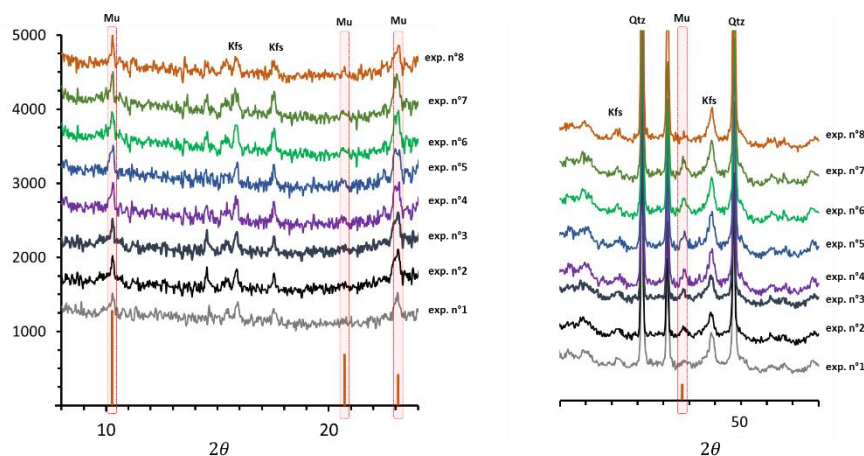 Mu
Mu
Mu
Kfs
Kfs
5000
4000
3000
2000
1000
exp. n°8
exp. n°7
exp. n°6
exp. n°5
exp. n°4
exp. n°3
exp. n°2
exp. n°1
10
20
2θ
Qtz
Mu
Qtz
Kfs
Kfs
exp. n°8
exp. n°7
exp. n°6
exp. n°5
exp. n°4
exp. n°3
exp. n°2
exp. n°1
50
2θ